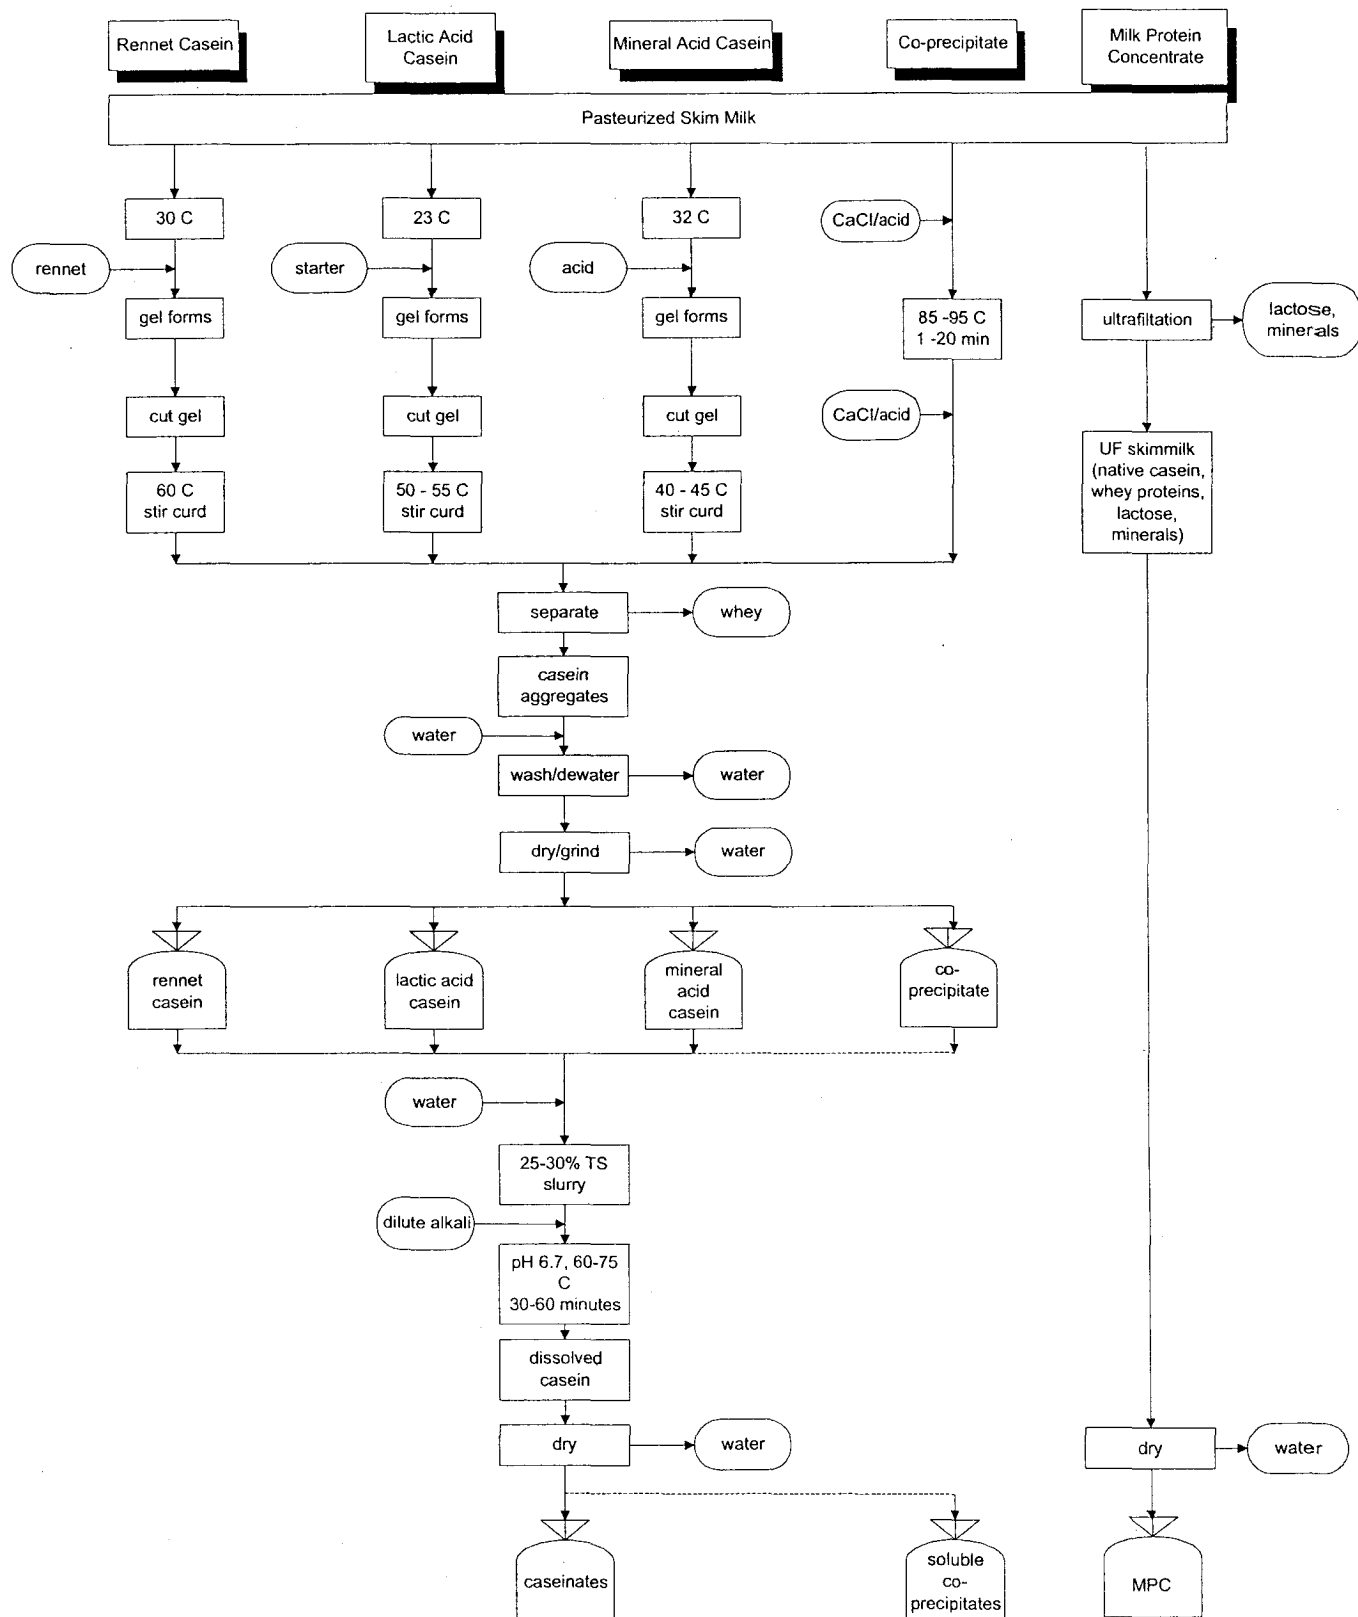 Rennet Casein
Lactic Acid
Casein
Mineral Acid Casein
Co-precipitate
Milk Protein
Concentrate
Pasteurized Skim Milk
30 C
23 C
32 C
CaCl/acid
rennet
starter
acid
gel forms
gel forms
gel forms
85 -95 C
1 -20 min
ultrafiltation
lactose,
minerals
cut gel
cut gel
cut gel
CaCl/acid
UF skimmilk
(native casein,
whey proteins,
lactose,
minerals)
60 C
stir curd
50 - 55 C
stir curd
40 - 45 C
stir curd
separate
whey
casein
aggregates
water
wash/dewater
water
dry/grind
water
rennet
casein
lactic acid
casein
mineral
acid
casein
co-
precipitate
water
25-30% TS
slurry
dilute alkali
pH 6.7, 60-75
C
30-60 minutes
dissolved
casein
dry
water
dry
water
caseinates
soluble
co-
precipitates
MPC